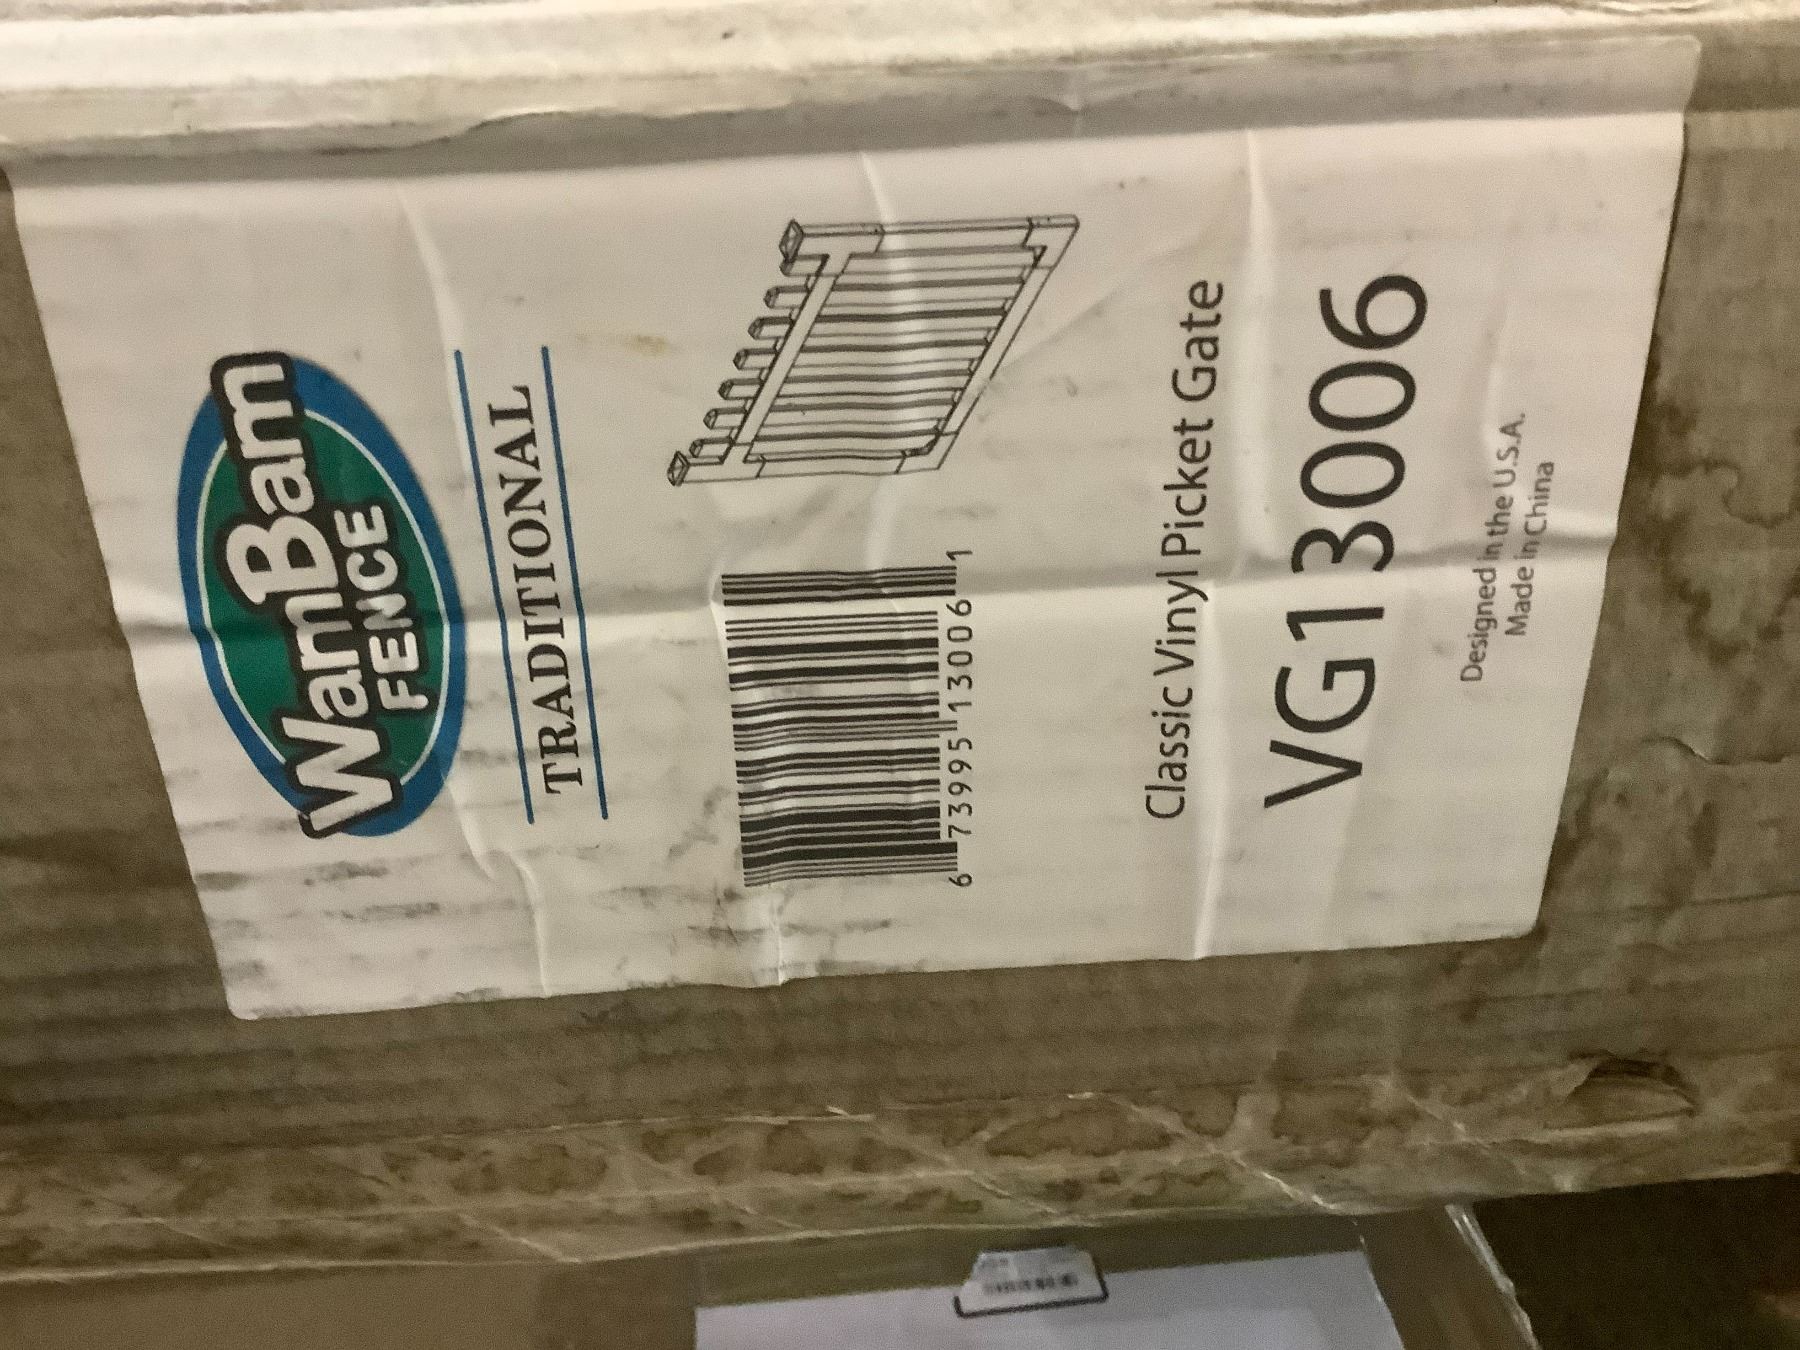 WamBam
FENCE
TRADITIONAL
6 73995 13006 1
Classic Vinyl Picket Gate
VG13006
Designed in the U.S.A.
Made in China